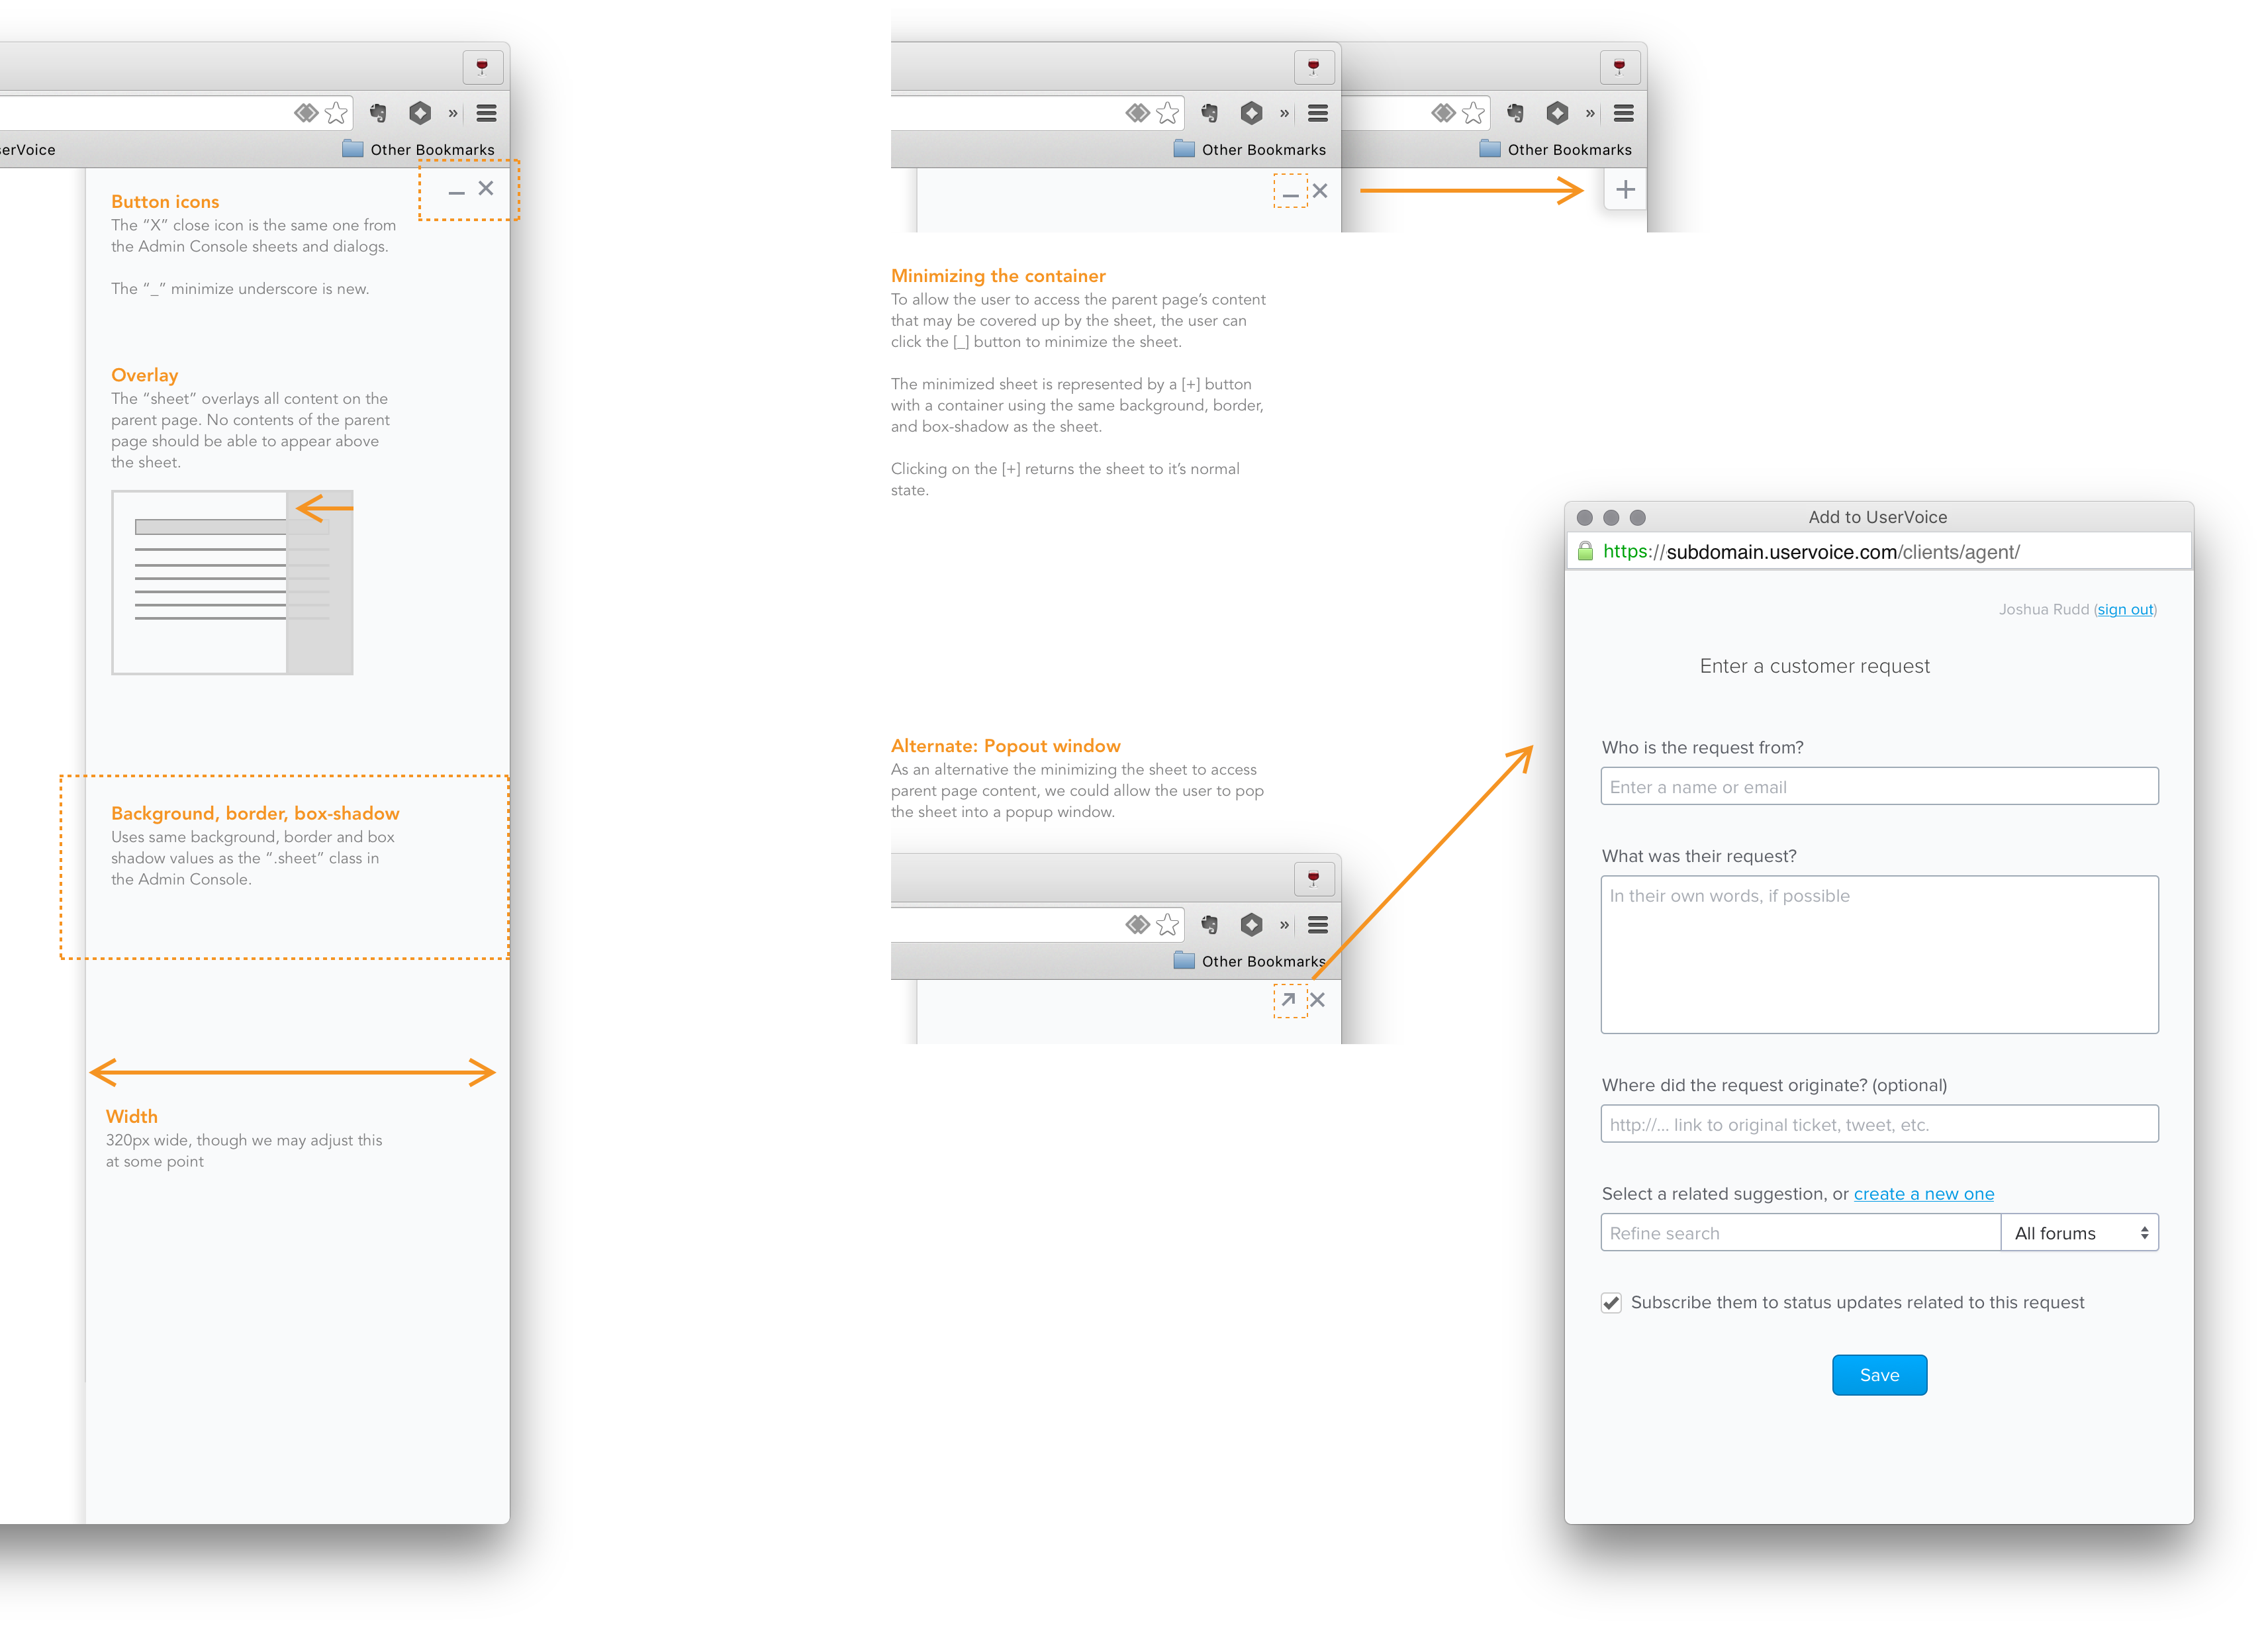 serVoice
Other Bookmarks
Button icons
The “X” close icon is the same one from
the Admin Console sheets and dialogs.
The “_” minimize underscore is new.
Overlay
The “sheet” overlays all content on the
parent page. No contents of the parent
page should be able to appear above
the sheet.
Background, border, box-shadow
Uses same background, border and box
shadow values as the “.sheet” class in
the Admin Console.
Width
320px wide, though we may adjust this
at some point
Other Bookmarks
Other Bookmarks
Minimizing the container
To allow the user to access the parent page’s content
that may be covered up by the sheet, the user can
click the [_] button to minimize the sheet.
The minimized sheet is represented by a [+] button
with a container using the same background, border,
and box-shadow as the sheet.
Clicking on the [+] returns the sheet to it’s normal
state.
Alternate: Popout window
As an alternative the minimizing the sheet to access
parent page content, we could allow the user to pop
the sheet into a popup window.
Other Bookmarks
Add to UserVoice
https://subdomain.uservoice.com/clients/agent/
Joshua Rudd (sign out)
Enter a customer request
Who is the request from?
Enter a name or email
What was their request?
In their own words, if possible
Where did the request originate? (optional)
http://... link to original ticket, tweet, etc.
Select a related suggestion, or create a new one
Refine search
All forums
Subscribe them to status updates related to this request
Save